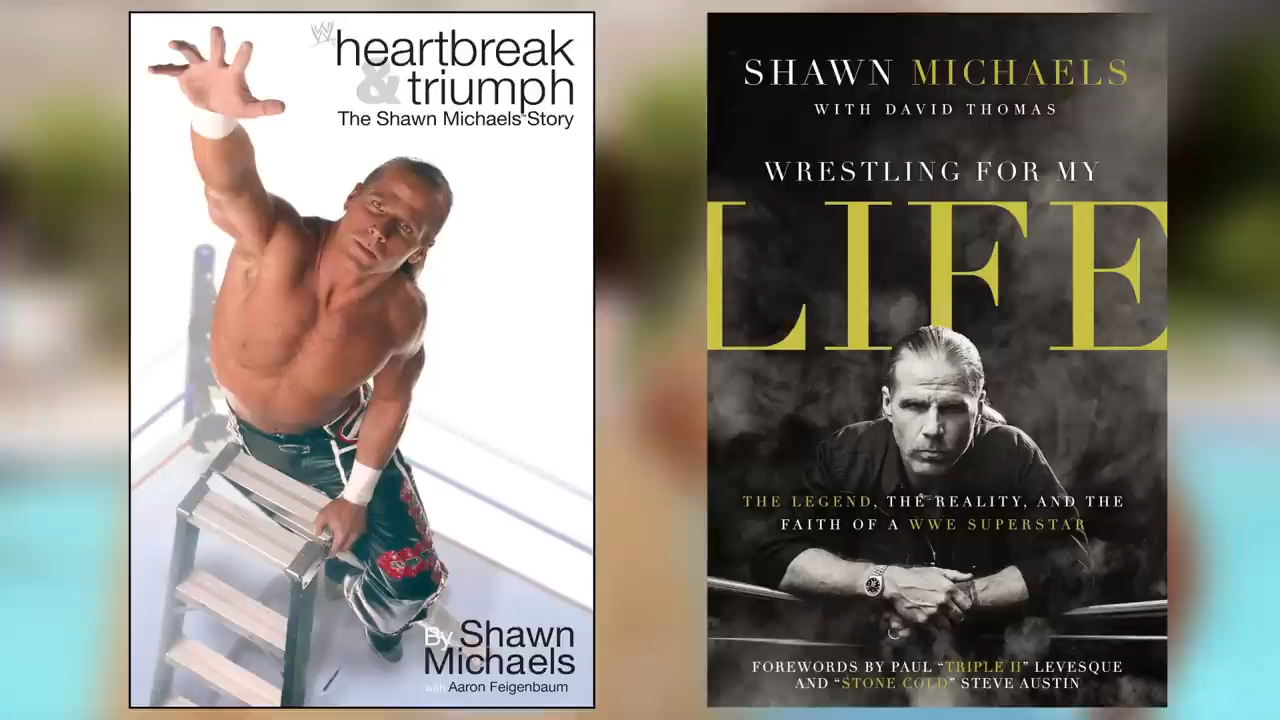 W
heartbreak
& triumph
The Shawn Michaels Story
By Shawn
Michaels
with Aaron Feigenbaum
SHAWN MICHAELS
WITH DAVID THOMAS
WRESTLING FOR MY
LIFE
THE LEGEND, THE REALITY, AND THE
FAITH OF A WWE SUPERSTAR
FOREWORDS BY PAUL “TRIPLE H” LEVESQUE
AND “STONE COLD” STEVE AUSTIN